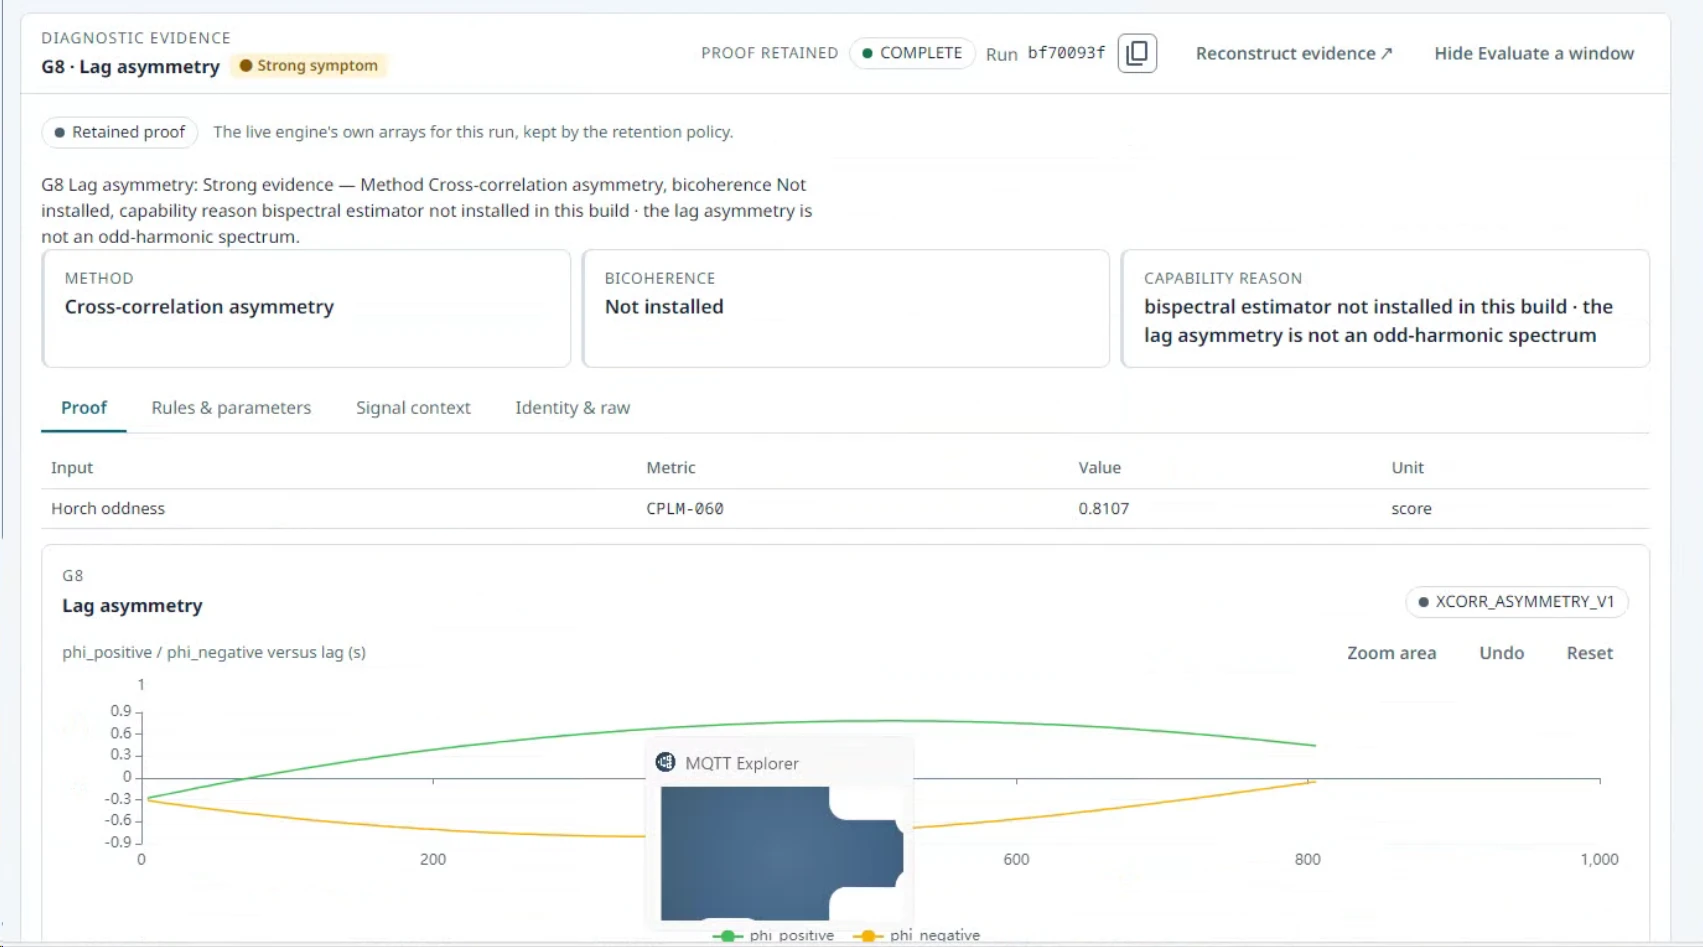 DIAGNOSTIC EVIDENCE
G8 · Lag asymmetry
Strong symptom
PROOF RETAINED
COMPLETE
Run bf70093f
Reconstruct evidence ↗
Hide Evaluate a window
Retained proof
The live engine's own arrays for this run, kept by the retention policy.
G8 Lag asymmetry: Strong evidence — Method Cross-correlation asymmetry, bicoherence Not
installed, capability reason bispectral estimator not installed in this build · the lag asymmetry is
not an odd-harmonic spectrum.
METHOD
Cross-correlation asymmetry
BICOHERENCE
Not installed
CAPABILITY REASON
bispectral estimator not installed in this build · the
lag asymmetry is not an odd-harmonic spectrum
Proof
Rules & parameters
Signal context
Identity & raw
Input Metric Value Unit
Horch oddness CPLM-060 0.8107 score
G8
Lag asymmetry
XCORR_ASYMMETRY_V1
phi_positive / phi_negative versus lag (s)
Zoom area
Undo
Reset
1
0.9
0.6
0.3
0
-0.3
-0.6
-0.9
MQTT Explorer
0 200 600 800 1,000
phi_positive
phi_negative